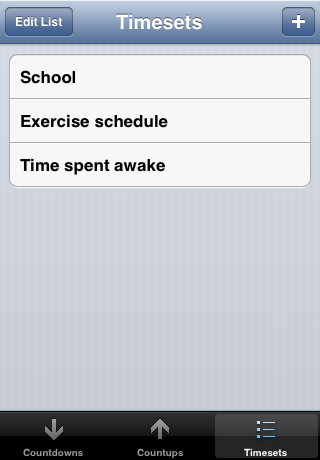 Edit List Timesets +
School
Exercise schedule
Time spent awake
Countdowns Countups Timesets